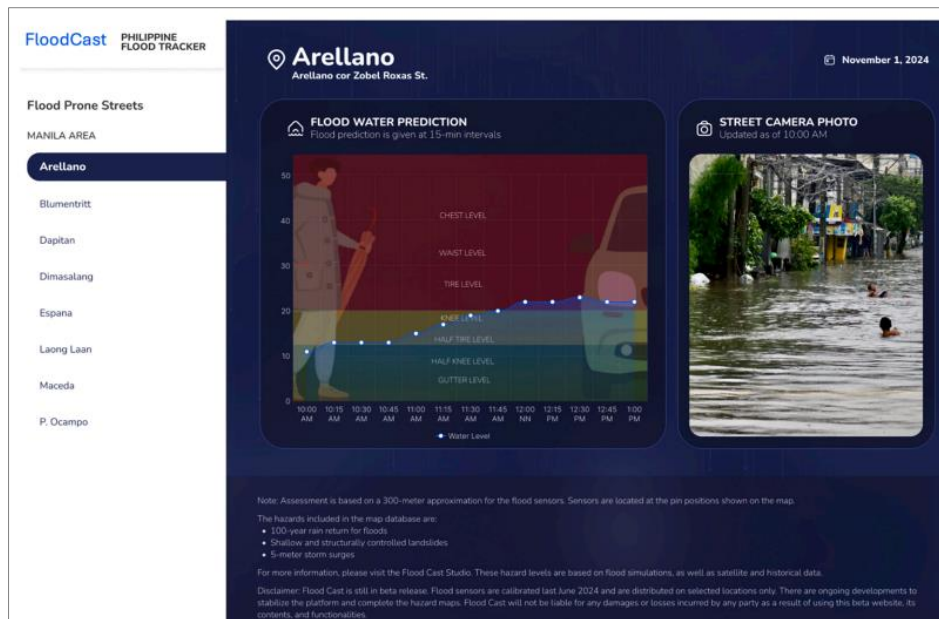 FloodCast
PHILIPPINE
FLOOD TRACKER
Flood Prone Streets
MANILA AREA
Arellano
Blumentritt
Dapitan
Dimasalang
Espana
Laong Laan
Maceda
P. Ocampo
Arellano
Arellano cor Zobel Roxas St.
November 1, 2024
FLOOD WATER PREDICTION
Flood prediction is given at 15-min intervals
50
40
30
20
10
0
CHEST LEVEL
WAIST LEVEL
TIRE LEVEL
KNEE LEVEL
HALF TIRE LEVEL
HALF KNEE LEVEL
GUTTER LEVEL
10:00 10:15 10:30 10:45 11:00 11:15 11:30 11:45 12:00 12:15 12:30 12:45 1:00
AM AM AM AM AM AM AM AM NN PM PM PM PM
Water Level
STREET CAMERA PHOTO
Updated as of 10:00 AM
Note: Assessment is based on a 300-meter approximation for the flood sensors. Sensors are located at the pin positions shown on the map.
The hazards included in the map database are:
• 100-year rain return for floods
• Shallow and structurally controlled landslides
• 5-meter storm surges
For more information, please visit the Flood Cast Studio. These hazard levels are based on flood simulations, as well as satellite and historical data.
Disclaimer: Flood Cast is still in beta release. Flood sensors are calibrated last June 2024 and are distributed on selected locations only. There are ongoing developments to
stabilize the platform and complete the hazard maps. Flood Cast will not be liable for any damages or losses incurred by any party as a result of using this beta website, its
contents, and functionalities.